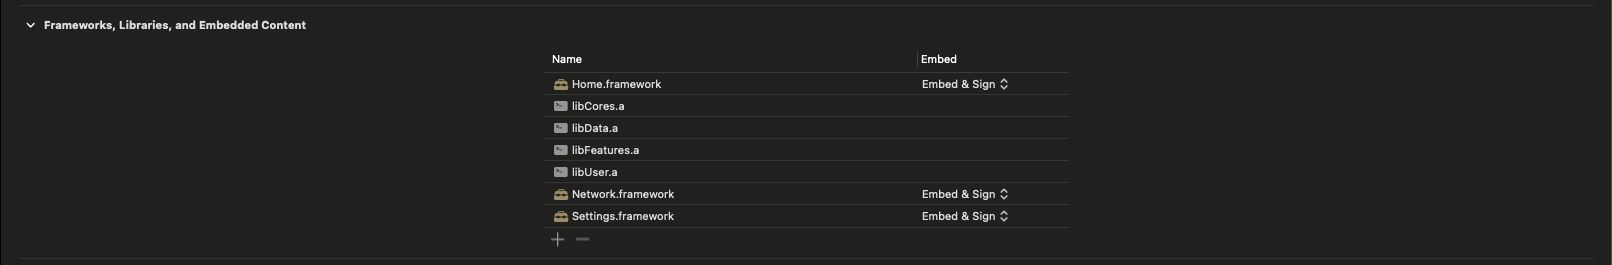 Frameworks, Libraries, and Embedded Content
Name Embed
Home.framework Embed & Sign
libCores.a
libData.a
libFeatures.a
libUser.a
Network.framework Embed & Sign
Settings.framework Embed & Sign